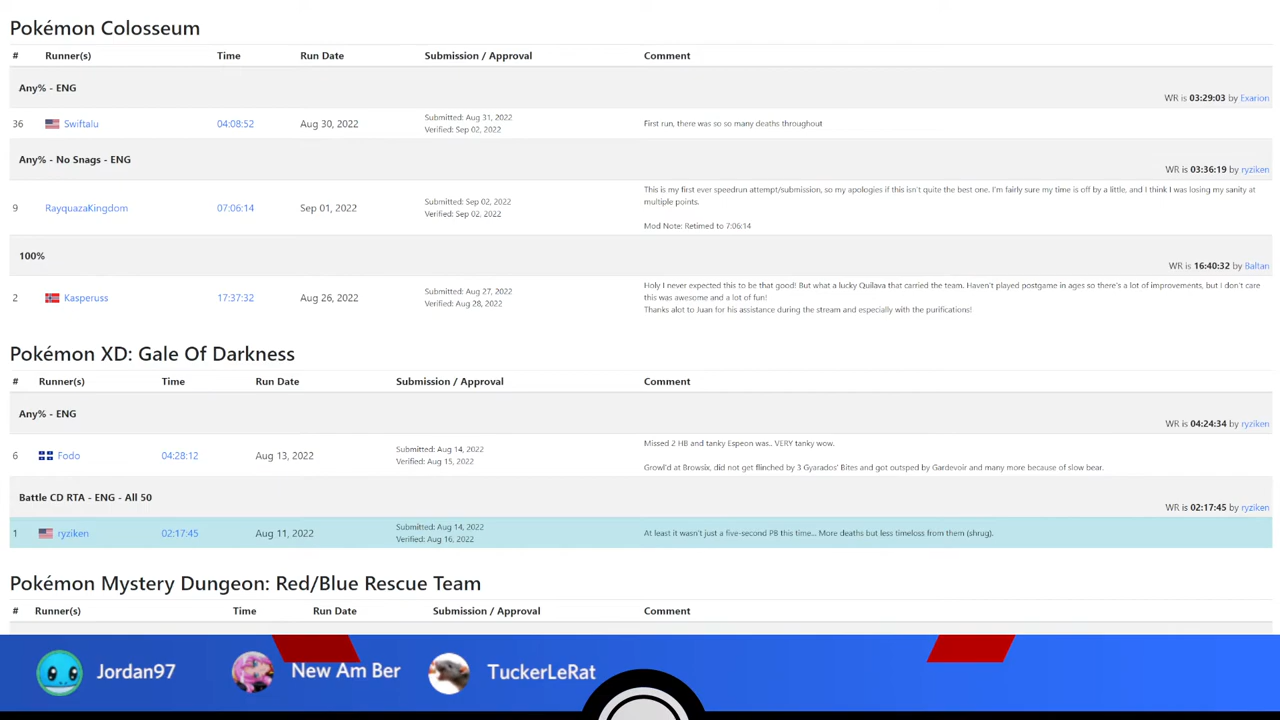 Pokémon Colosseum
# Runner(s) Time Run Date Submission / Approval Comment
Any% - ENG
WR is 03:29:03 by Exarion
36 Swiftalu 04:08:52 Aug 30, 2022 Submitted: Aug 31, 2022 First run, there was so so many deaths throughout
Verified: Sep 02, 2022
Any% - No Snags - ENG
WR is 03:36:19 by ryziken
9 RayquazaKingdom 07:06:14 Sep 01, 2022 Submitted: Sep 02, 2022
Verified: Sep 02, 2022
This is my first ever speedrun attempt/submission, so my apologies if this isn't quite the best one. I'm fairly sure my time is off by a little, and I think I was losing my sanity at
multiple points.
Mod Note: Retimed to 7:06:14
100%
WR is 16:40:32 by Baltan
2 Kasperuss 17:37:32 Aug 26, 2022 Submitted: Aug 27, 2022
Verified: Aug 28, 2022
Holy I never expected this to be that good! But what a lucky Quilava that carried the team. Haven't played postgame in ages so there's a lot of improvements, but I don't care
this was awesome and a lot of fun!
Thanks alot to Juan for his assistance during the stream and especially with the purifications!
Pokémon XD: Gale Of Darkness
# Runner(s) Time Run Date Submission / Approval Comment
Any% - ENG
WR is 04:24:34 by ryziken
6 Fodo 04:28:12 Aug 13, 2022 Submitted: Aug 14, 2022
Verified: Aug 15, 2022
Missed 2 HB and tanky Espeon was.. VERY tanky wow.
Growl'd at Browsix, did not get flinched by 3 Gyarados' Bites and got outsped by Gardevoir and many more because of slow bear.
Battle CD RTA - ENG - All 50
WR is 02:17:45 by ryziken
1 ryziken 02:17:45 Aug 11, 2022 Submitted: Aug 14, 2022
Verified: Aug 16, 2022
At least it wasn't just a five-second PB this time... More deaths but less timeloss from them (shrug).
Pokémon Mystery Dungeon: Red/Blue Rescue Team
# Runner(s) Time Run Date Submission / Approval Comment
Jordan97 New Am Ber TuckerLeRat